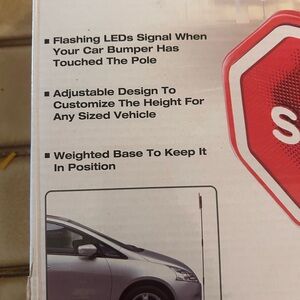 ▪ Flashing LEDs Signal When
Your Car Bumper Has
Touched The Pole
▪ Adjustable Design To
Customize The Height For
Any Sized Vehicle
▪ Weighted Base To Keep It
In Position
S